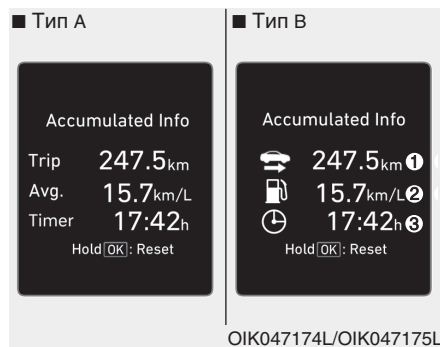 ■ Тип A
Accumulated Info
Trip 247.5km
Avg. 15.7km/L
Timer 17:42h
Hold OK : Reset
■ Тип B
Accumulated Info
247.5km ❶
15.7km/L ❷
17:42h ❸
Hold OK : Reset
OIK047174L/OIK047175L